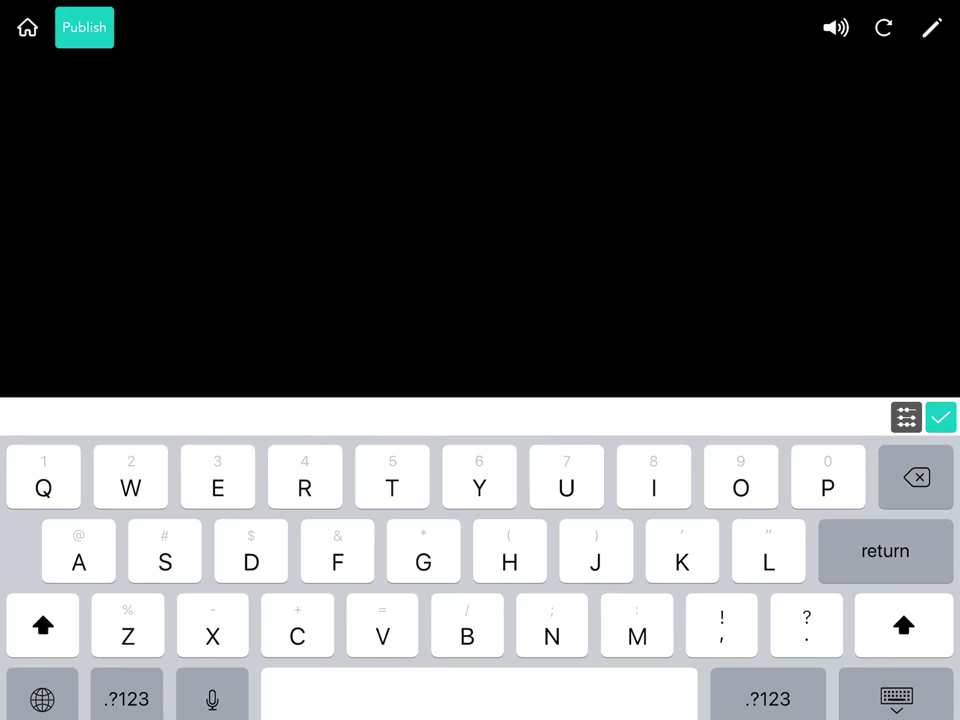 Publish
1 2 3 4 5 6 7 8 9 0
Q W E R T Y U I O P
@ # $ & * ( ) ' "
A S D F G H J K L return
% - + = / ; : ! ?
Z X C V B N M , .
.?123 .?123